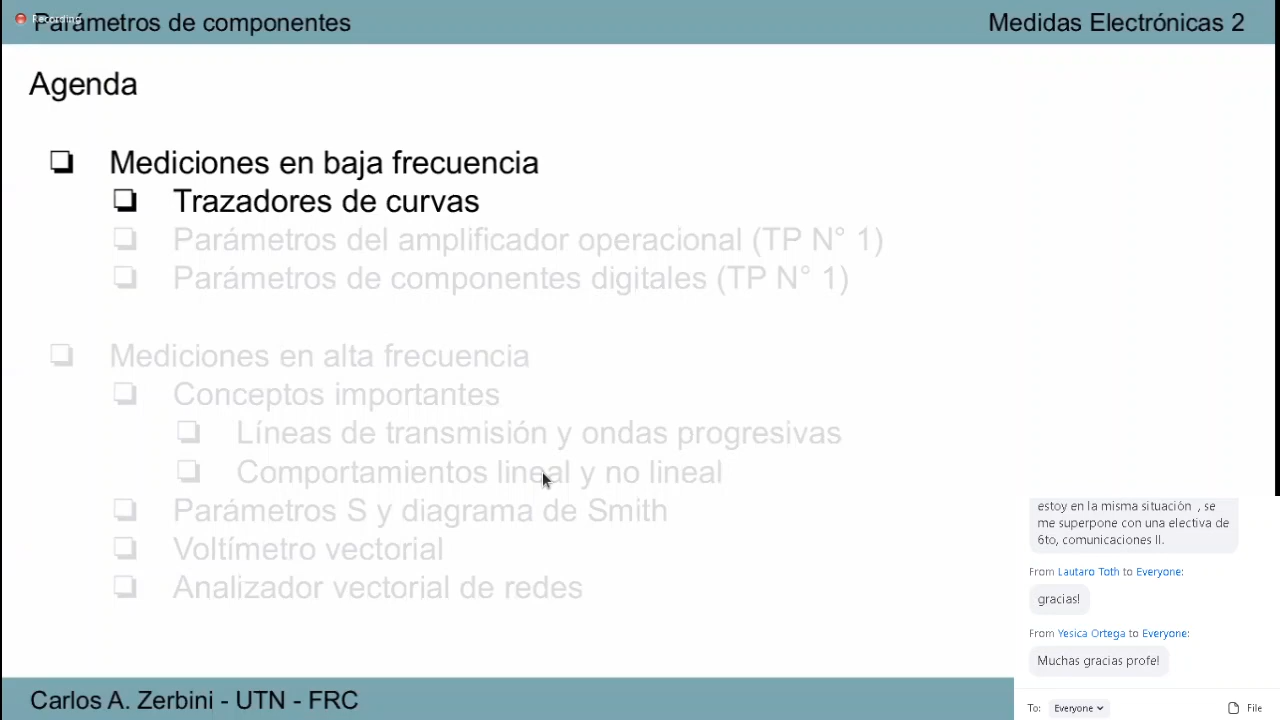 Recording
Parámetros de componentes
Medidas Electrónicas 2
Agenda
Mediciones en baja frecuencia
Trazadores de curvas
Parámetros del amplificador operacional (TP N° 1)
Parámetros de componentes digitales (TP N° 1)
Mediciones en alta frecuencia
Conceptos importantes
Líneas de transmisión y ondas progresivas
Comportamientos lineal y no lineal
Parámetros S y diagrama de Smith
Voltímetro vectorial
Analizador vectorial de redes
Carlos A. Zerbini - UTN - FRC
estoy en la misma situación , se
me superpone con una electiva de
6to, comunicaciones II.
From Lautaro Toth to Everyone:
gracias!
From Yesica Ortega to Everyone:
Muchas gracias profe!
To: Everyone File